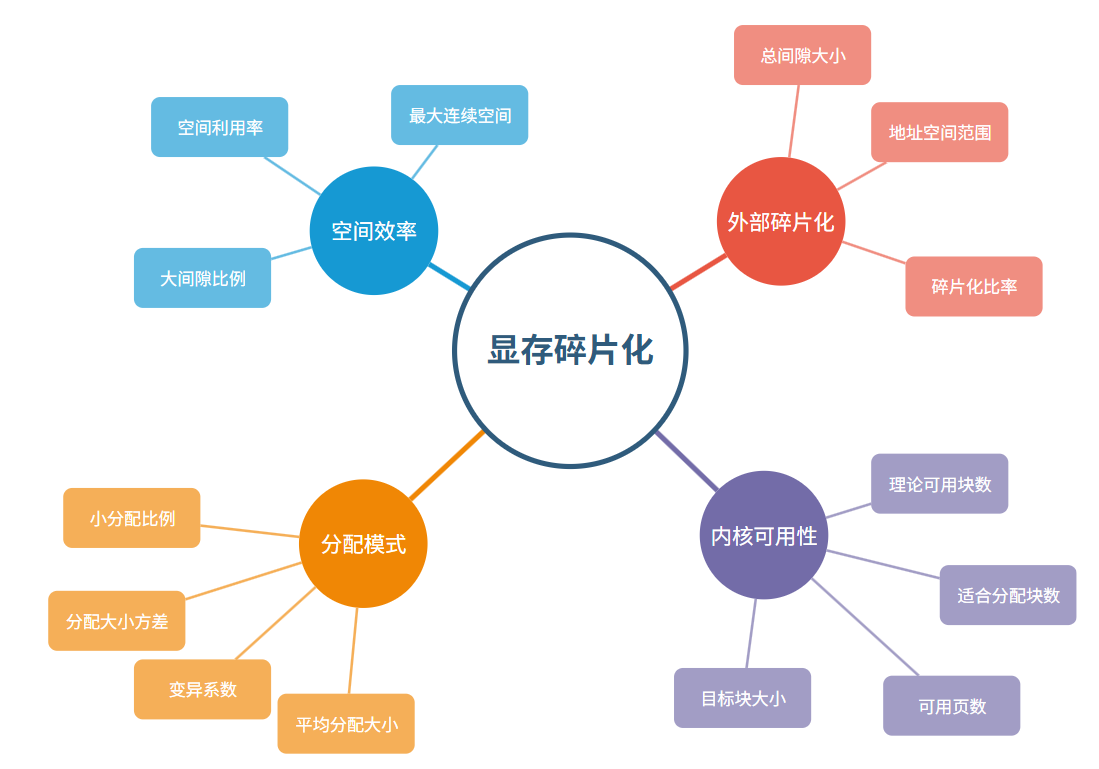 显存碎片化
空间效率
空间利用率
最大连续空间
大间隙比例
外部碎片化
总间隙大小
地址空间范围
碎片化比率
分配模式
小分配比例
分配大小方差
变异系数
平均分配大小
内核可用性
理论可用块数
适合分配块数
可用页数
目标块大小